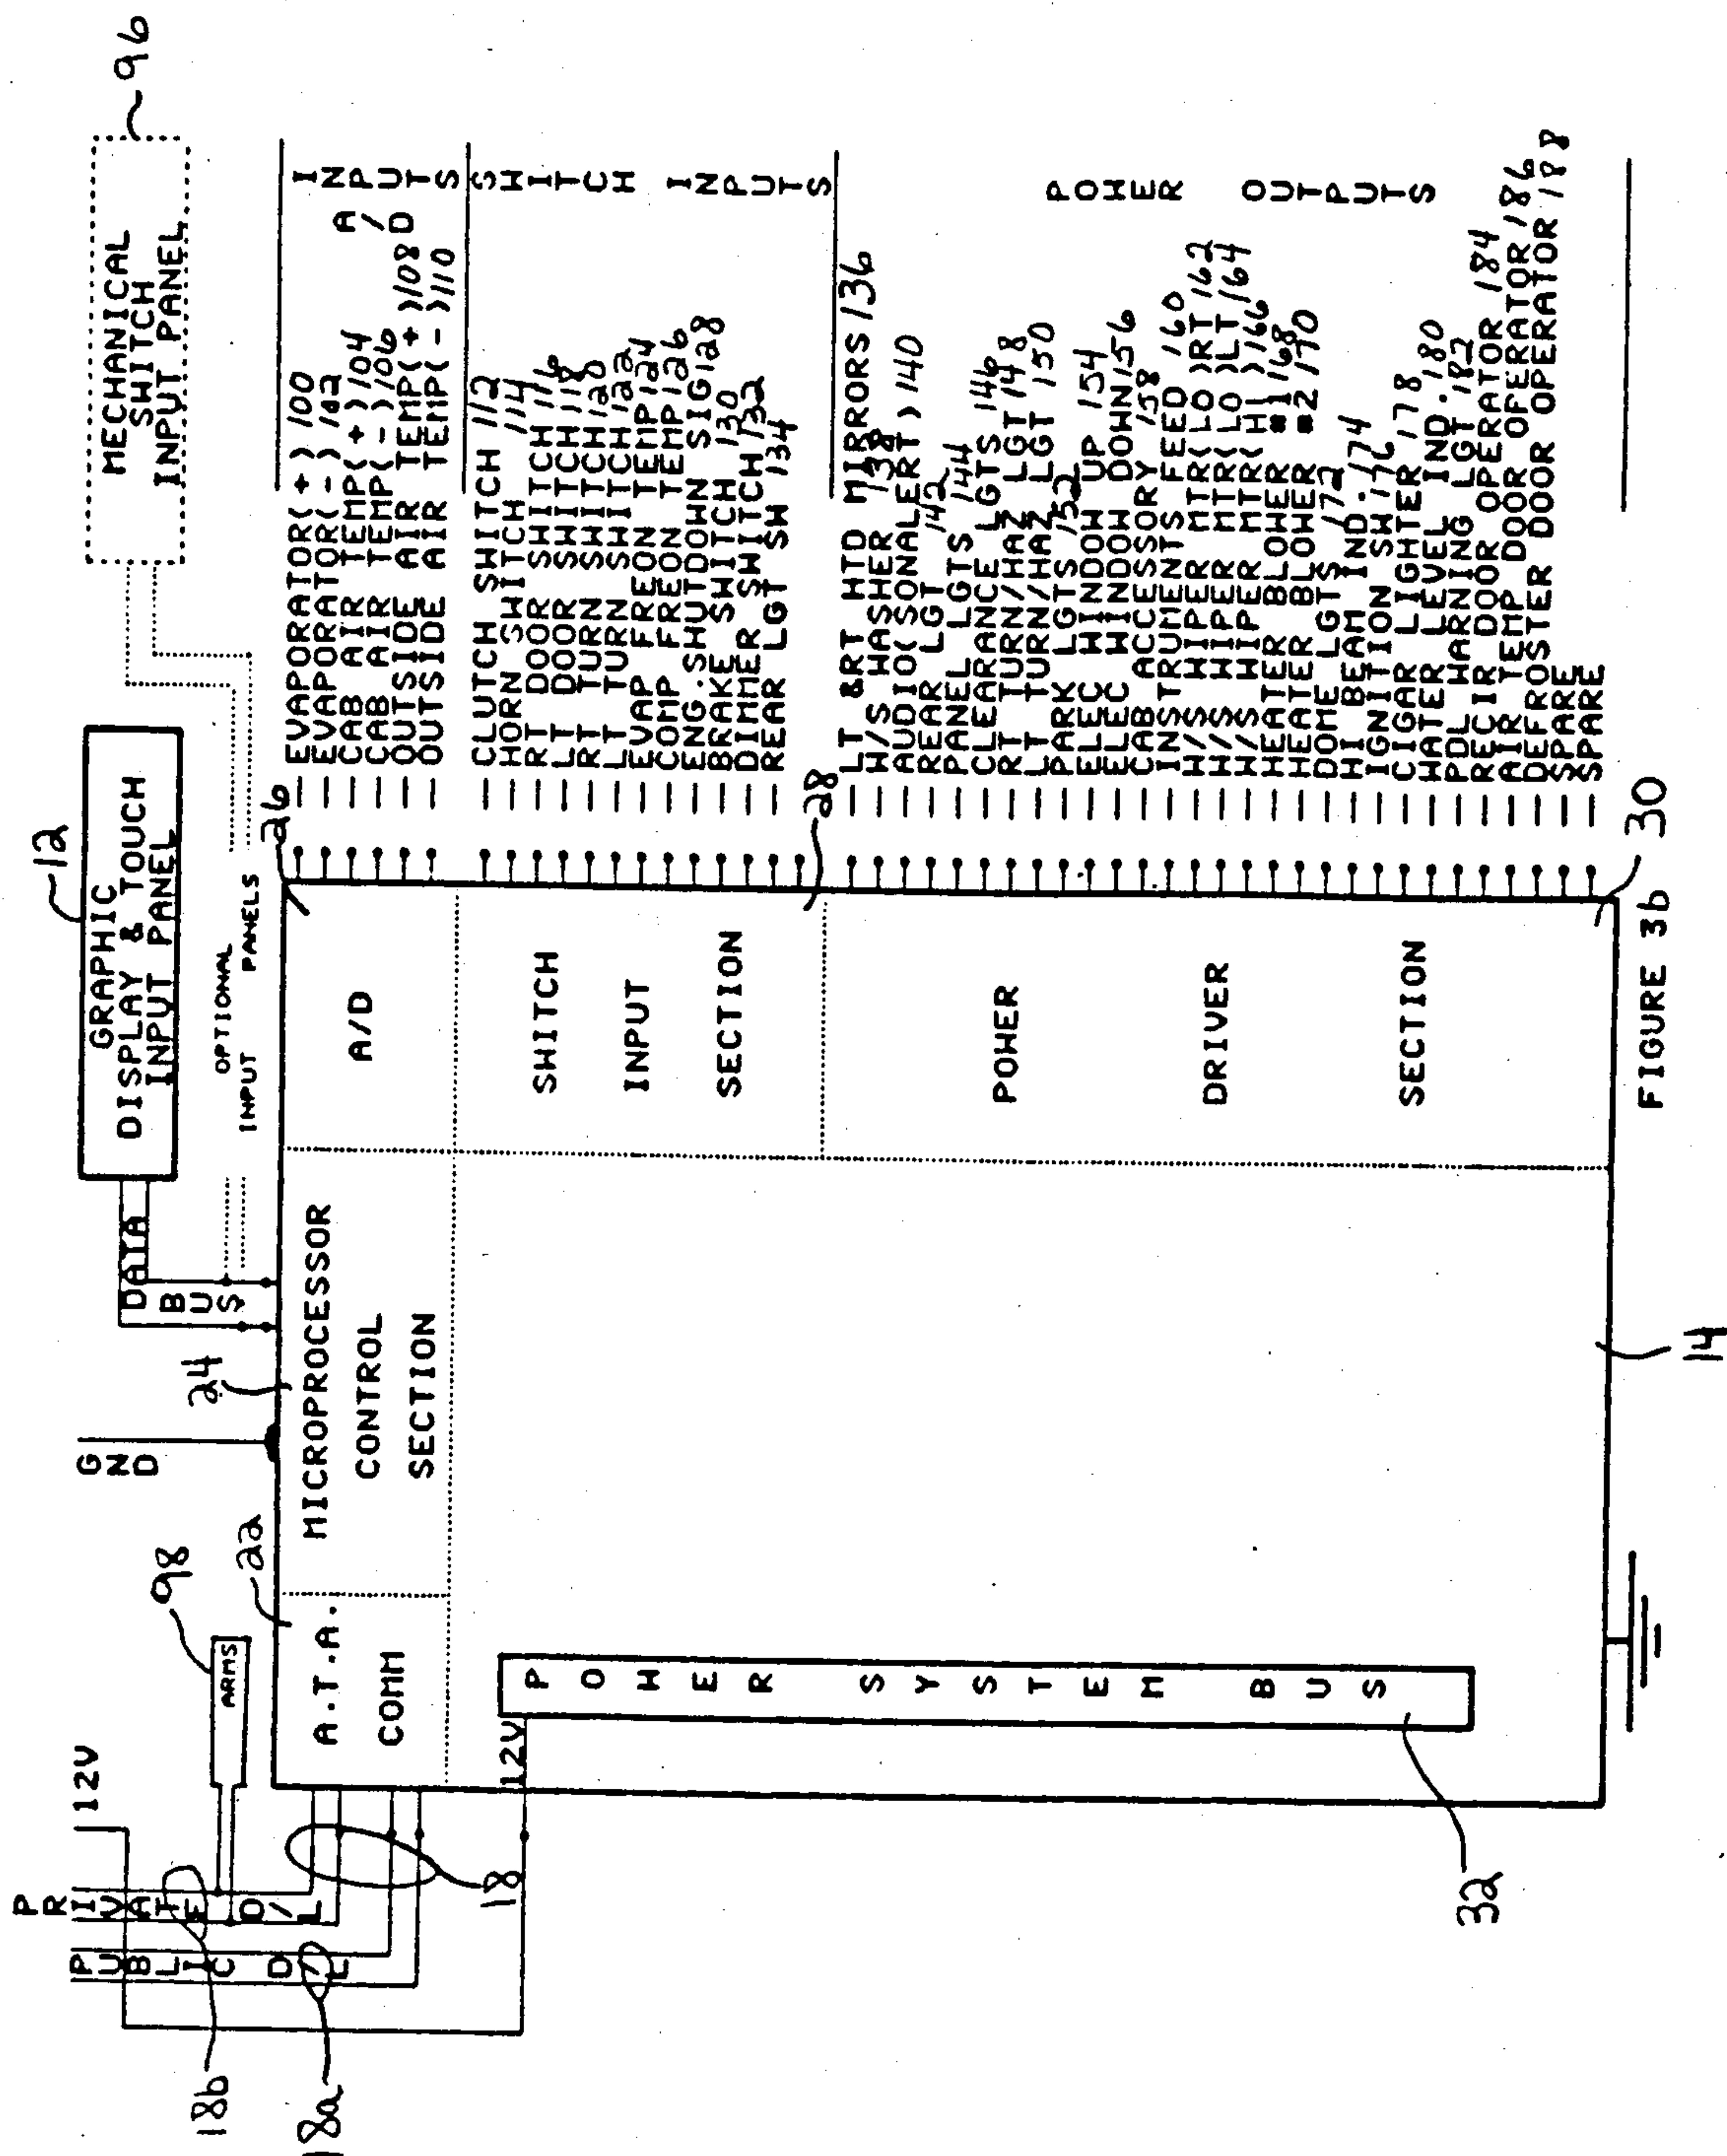 MECHANICAL
SWITCH
INPUT PANEL
96
12
GRAPHIC
DISPLAY & TOUCH
INPUT PANEL
OPTIONAL
INPUT PANELS
DATA
BUS
GND
24
22
98
ARMS
12V
PRIVATE D/L
PUBLIC D/L
18b
18a
18
A.T.A.
COMM
MICROPROCESSOR
CONTROL
SECTION
A/D
26
SWITCH
INPUT
SECTION
28
POWER
DRIVER
SECTION
30
12V
POWER SYSTEM BUS
32
14
EVAPORATOR(+) 100
EVAPORATOR(-) 102
CAB AIR TEMP(+) 104
CAB AIR TEMP(-) 106
OUTSIDE AIR TEMP(+) 108
OUTSIDE AIR TEMP(-) 110
A/D
INPUTS
CLUTCH SWITCH 112
HORN SWITCH 114
RT DOOR SWITCH 116
LT DOOR SWITCH 118
RT TURN SWITCH 120
LT TURN SWITCH 122
EVAP FREON TEMP 124
COMP FREON TEMP 126
ENG.SHUTDOWN SIG 128
BRAKE SWITCH 130
DIMMER SWITCH 132
REAR LGT SW 134
SWITCH INPUTS
LT &RT HTD MIRRORS 136
W/S WASHER 138
AUDIO(SONALERT) 140
REAR LGT 142
PANEL LGTS 144
CLEARANCE LGTS 146
RT TURN/HAZ LGT 148
LT TURN/HAZ LGT 150
PARK LGTS 152
ELEC WINDOW UP 154
ELEC WINDOW DOWN 156
CAB ACCESSORY 158
INSTRUMENTS FEED 160
W/S WIPER MTR(LO)RT 162
W/S WIPER MTR(LO)LT 164
W/S WIPER MTR(HI) 166
HEATER BLOWER #1 168
HEATER BLOWER #2 170
DOME LGTS 172
HI BEAM IND. 174
IGNITION SW. 176
CIGAR LIGHTER 178
WATER LEVEL IND. 180
PDL WARNING LGT 182
RECIR DOOR OPERATOR 184
AIR TEMP DOOR OPERATOR 186
DEFROSTER DOOR OPERATOR 188
SPARE
SPARE
POWER OUTPUTS
FIGURE 3b